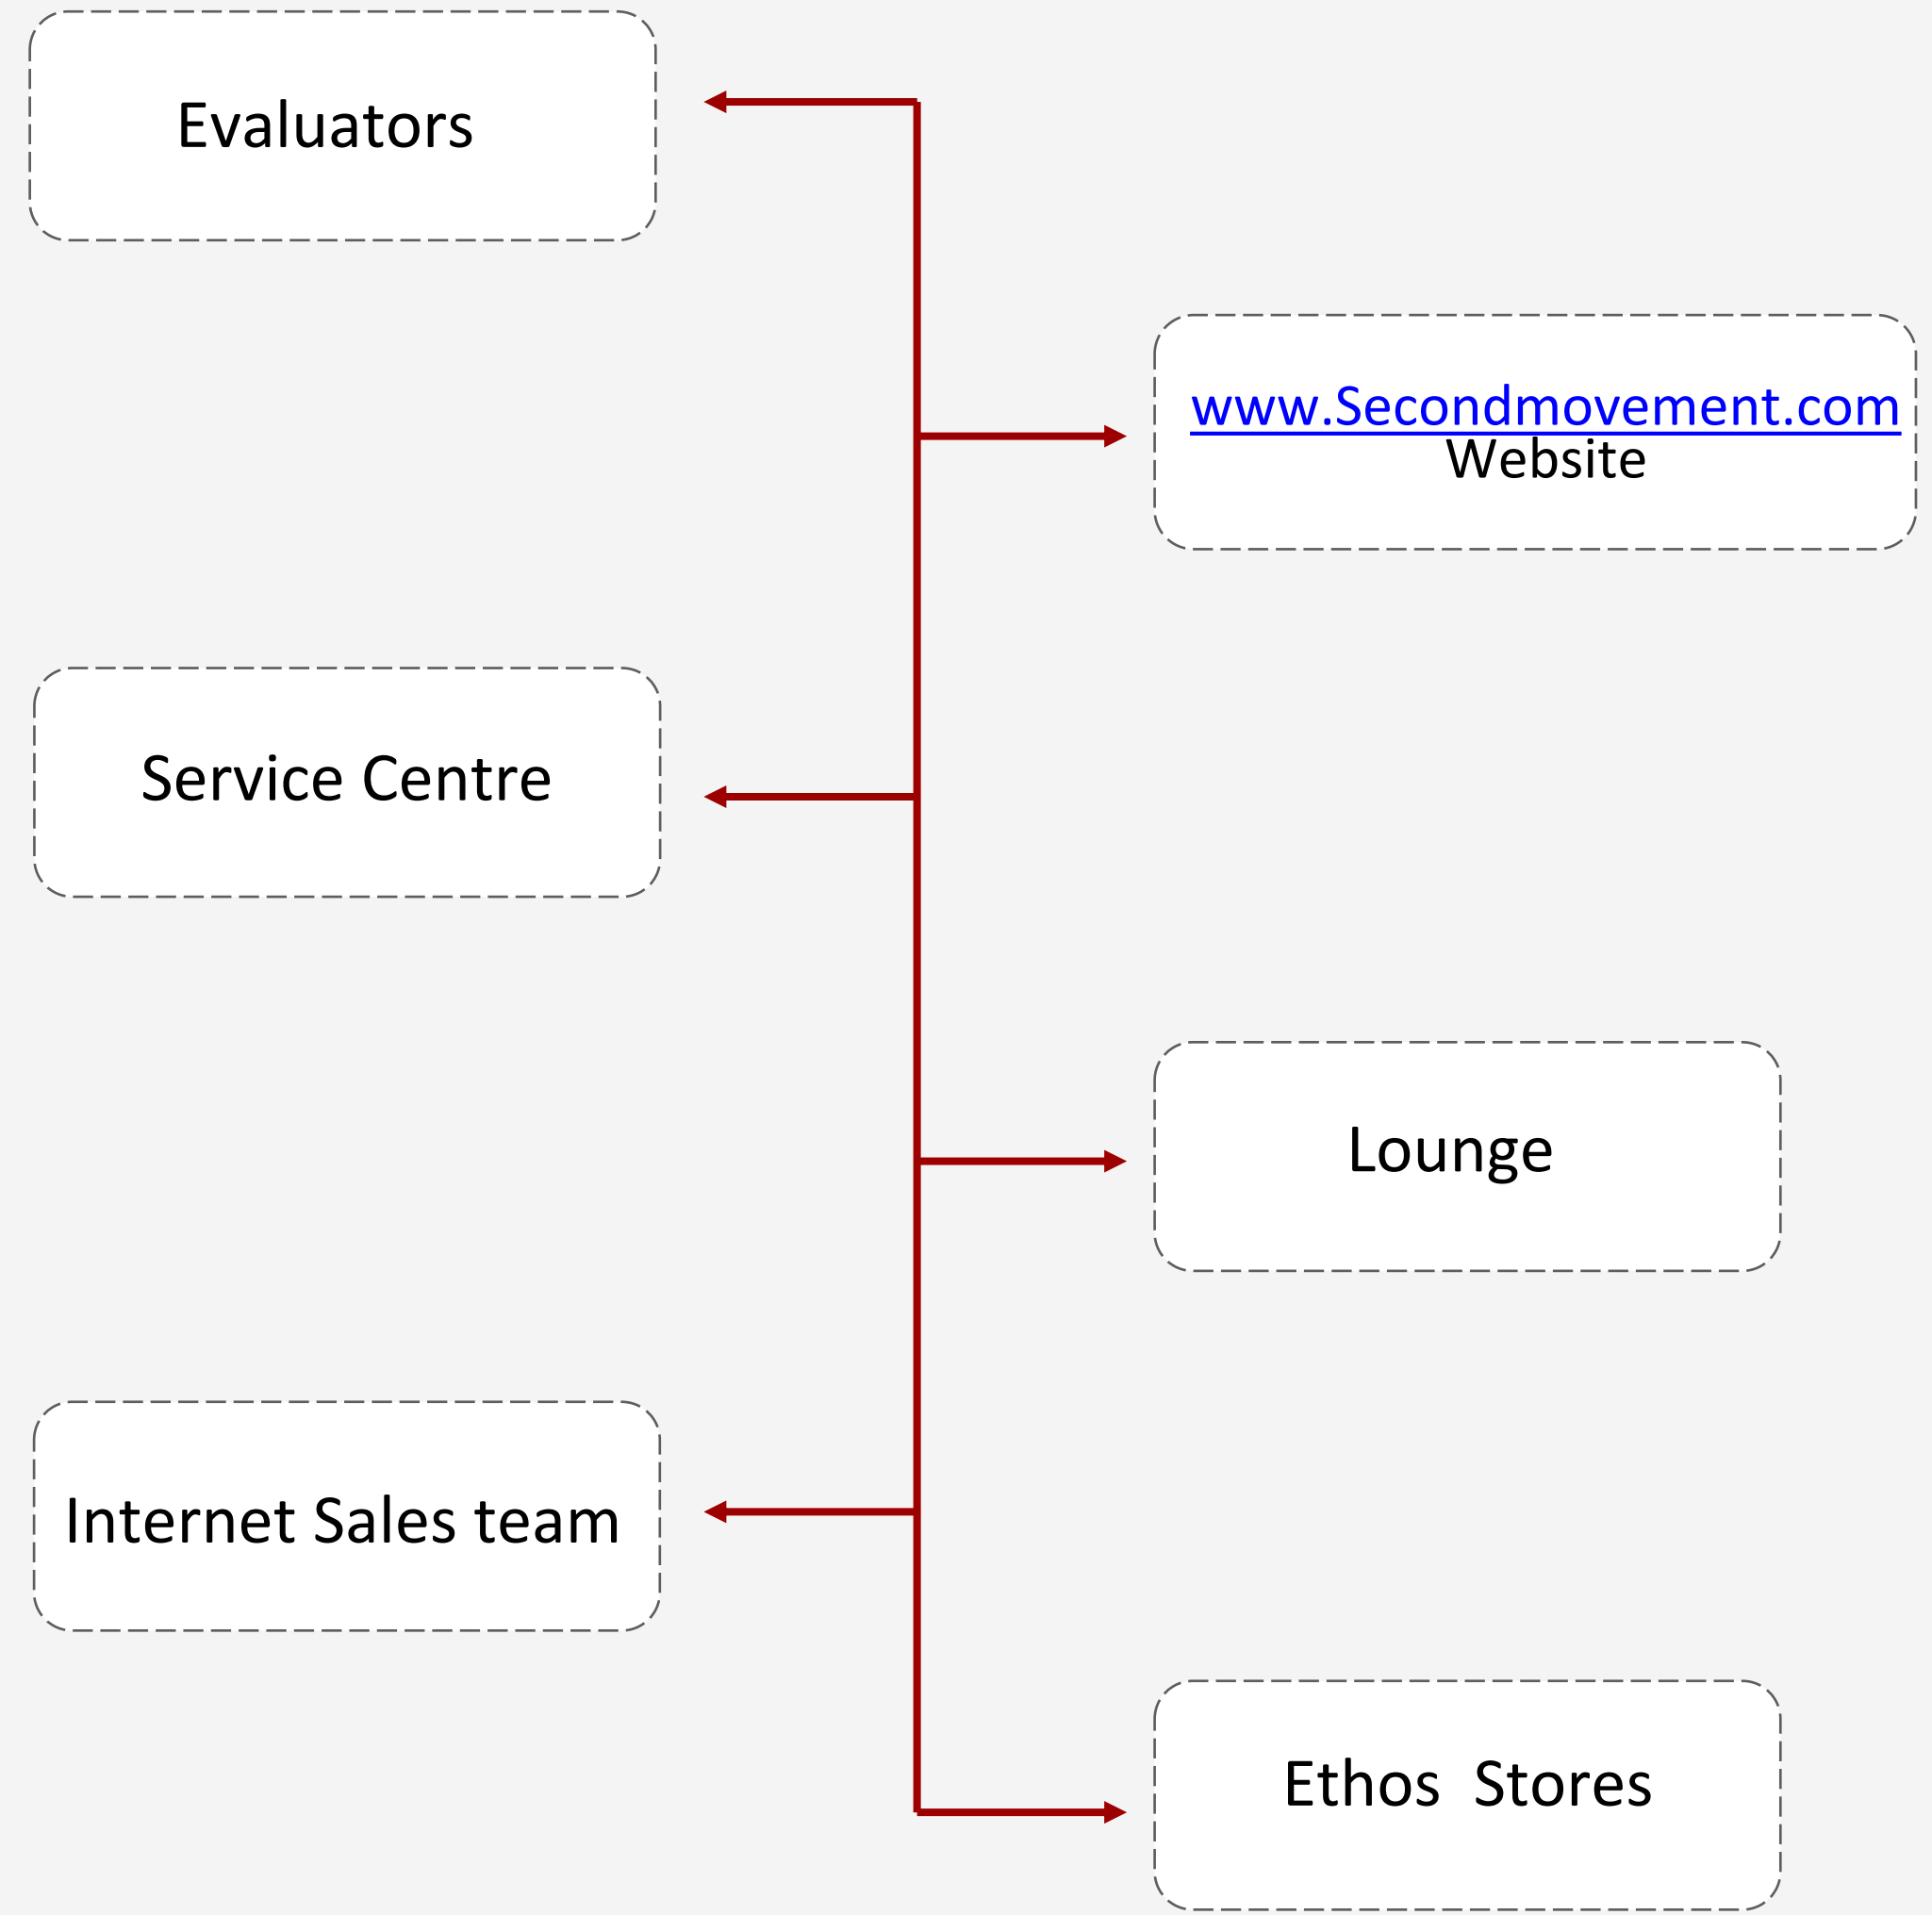 Evaluators
www.Secondmovement.com
Website
Service Centre
Lounge
Internet Sales team
Ethos  Stores